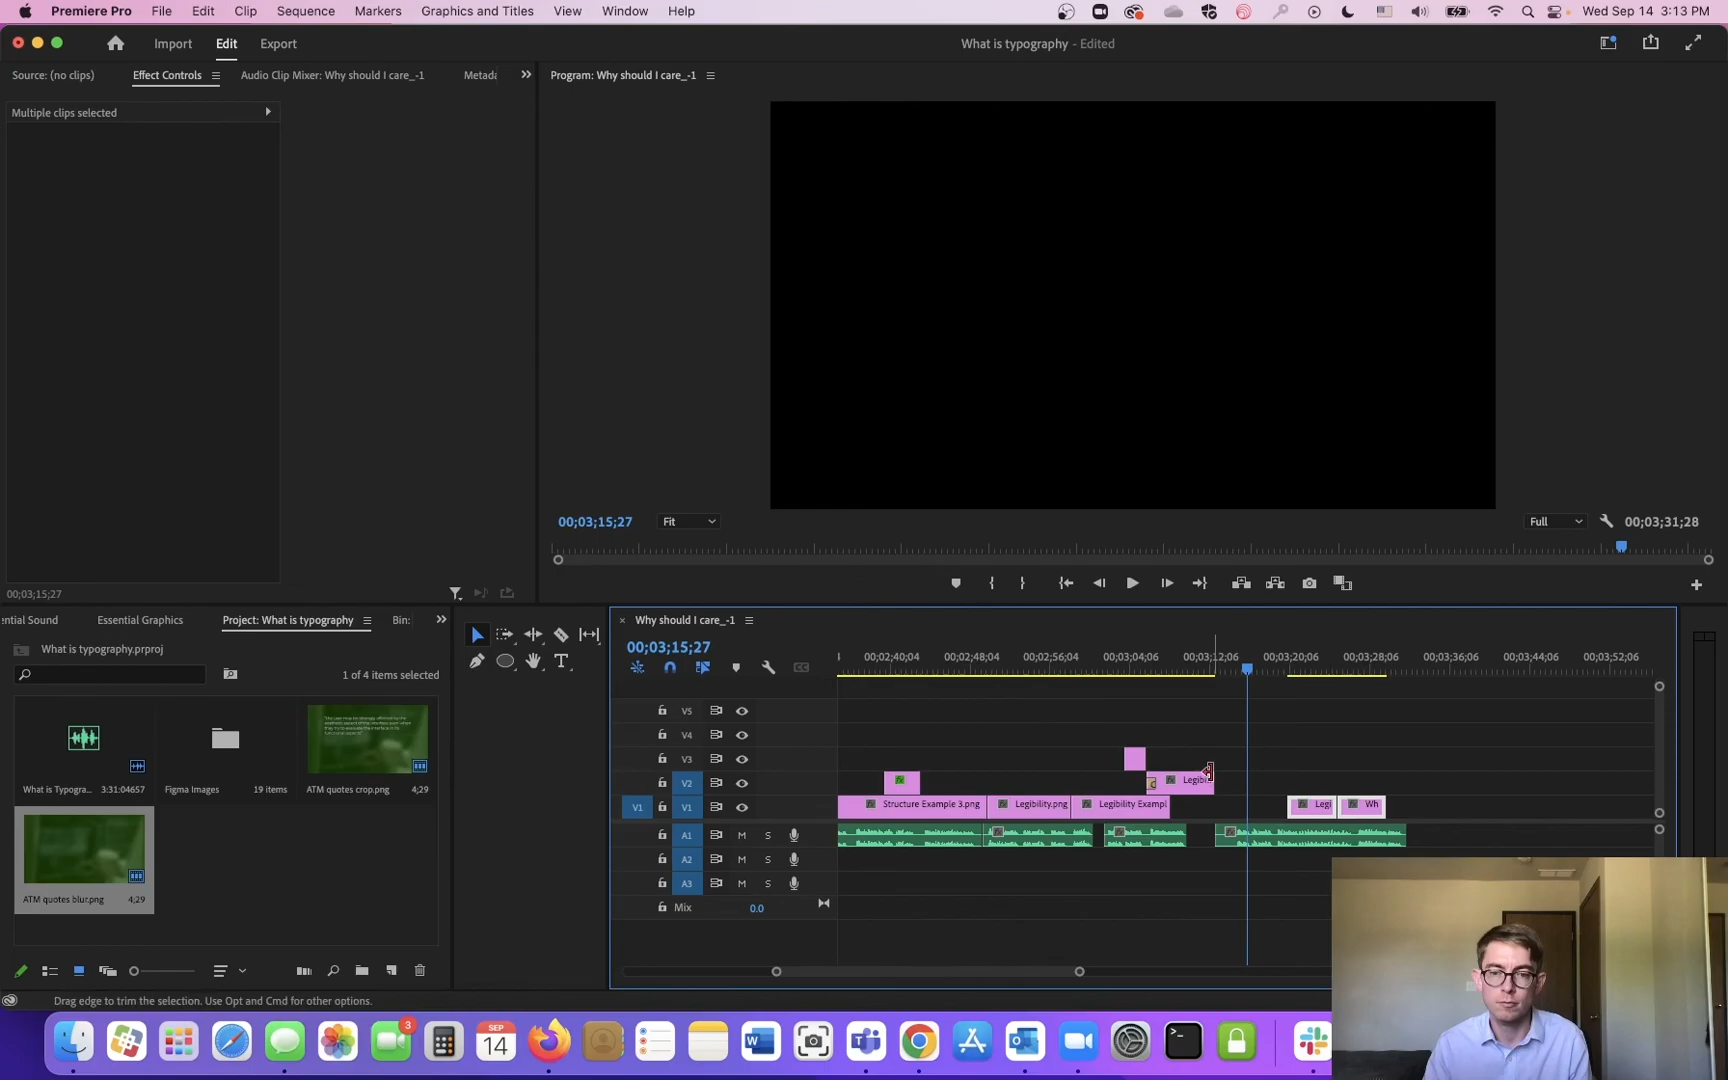 Premiere Pro File Edit Clip Sequence Markers Graphics and Titles View Window Help Wed Sep 14 3:13 PM
Import Edit Export What is typography - Edited
Source: (no clips) Effect Controls Audio Clip Mixer: Why should I care_-1 Metada Program: Why should I care_-1
Multiple clips selected
00;03;15;27 Fit Full 00;03;31;28
00;03;15;27
ential Sound Essential Graphics Project: What is typography Bin: Why should I care_-1
What is typography.prproj 00;03;15;27
1 of 4 items selected 00;02;40;04 00;02;48;04 00;02;56;04 00;03;04;06 00;03;12;06 00;03;20;06 00;03;28;06 00;03;36;06 00;03;44;06 00;03;52;06
V5
V4
V3
V2 Legib
V1 V1 Structure Example 3.png Legibility.png Legibility Exampl Legi Wh
What is Typogra... 3:31:04657 Figma Images 19 items ATM quotes crop.png 4;29
A1 M S
A2 M S
A3 M S
ATM quotes blur.png 4;29
Mix 0.0
Drag edge to trim the selection. Use Opt and Cmd for other options.
3
SEP
14
W